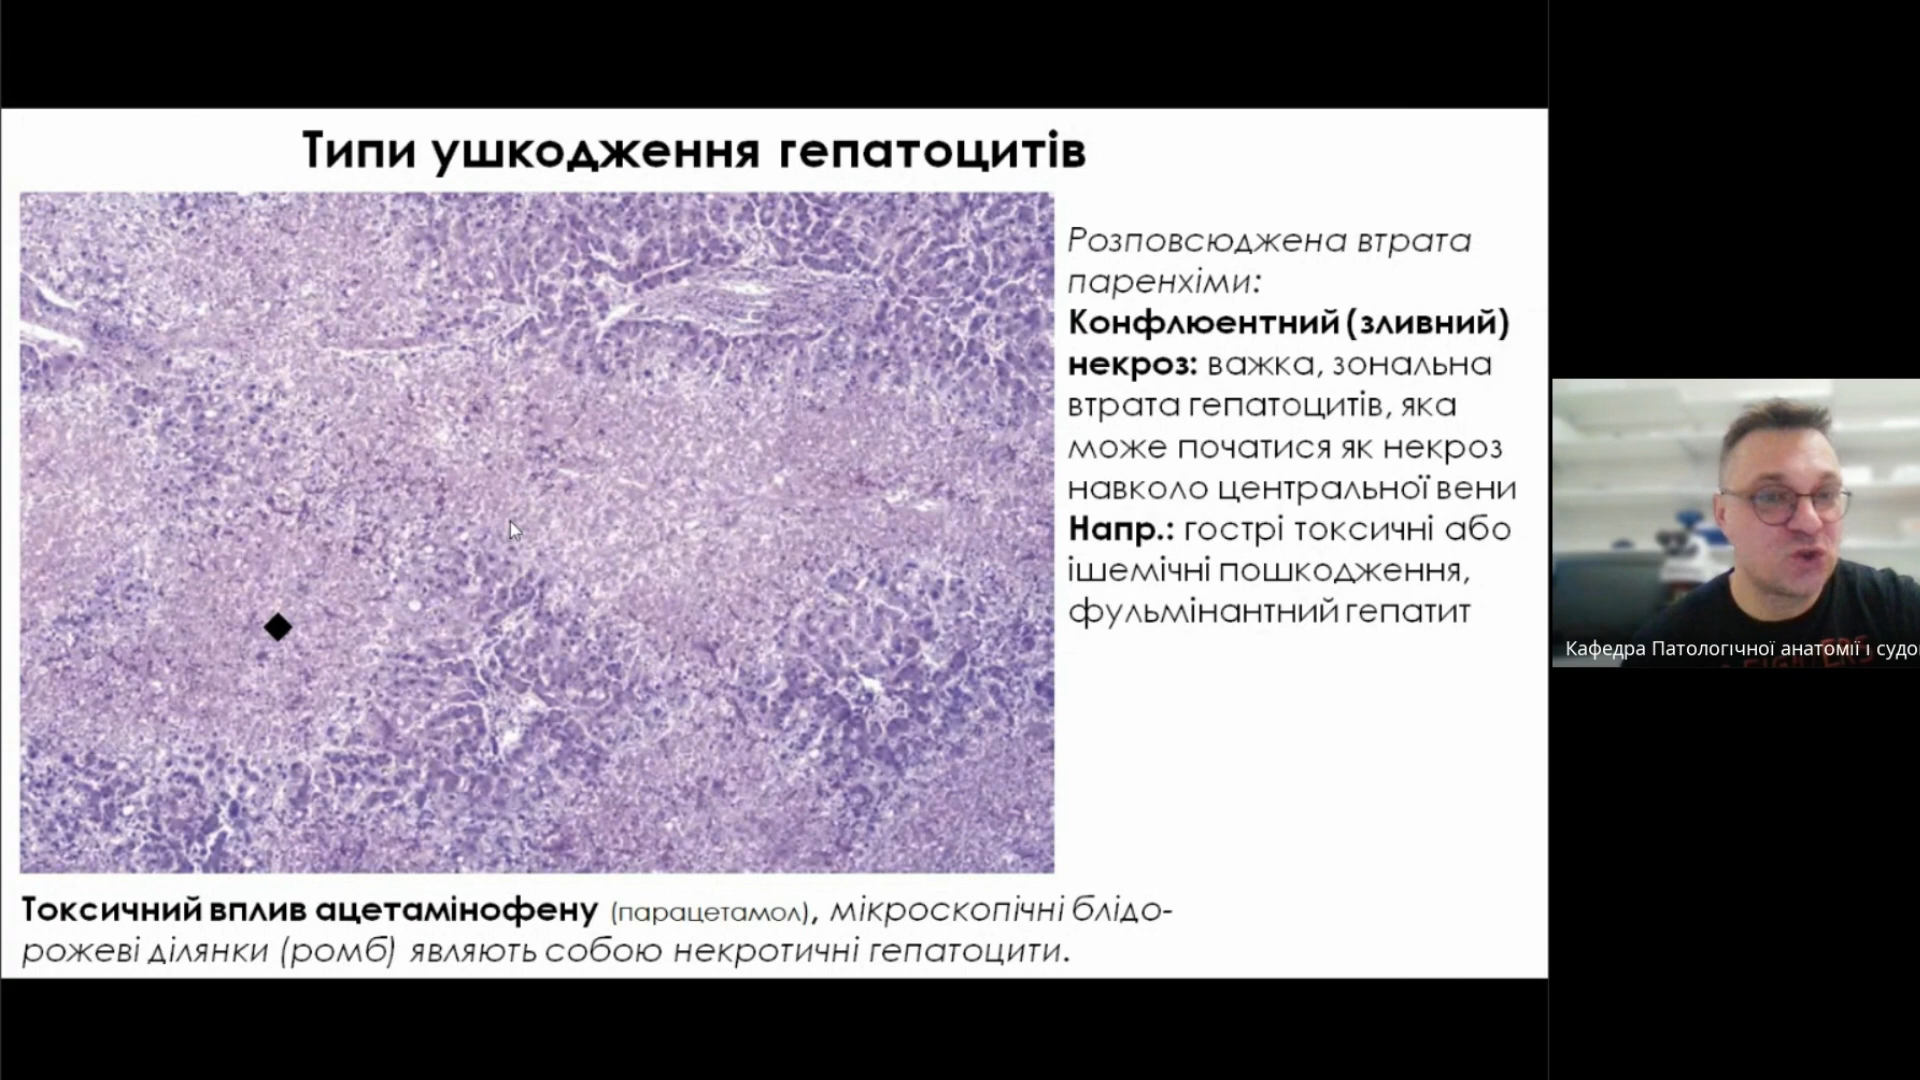 Типи ушкодження гепатоцитів
Розповсюджена втрата
паренхіми:
Конфлюентний (зливний)
некроз: важка, зональна
втрата гепатоцитів, яка
може початися як некроз
навколо центральної вени
Напр.: гострі токсичні або
ішемічні пошкодження,
фульмінантний гепатит
Токсичний вплив ацетамінофену (парацетамол), мікроскопічні блідо-
рожеві ділянки (ромб) являють собою некротичні гепатоцити.
Кафедра Патологічної анатомії і судо